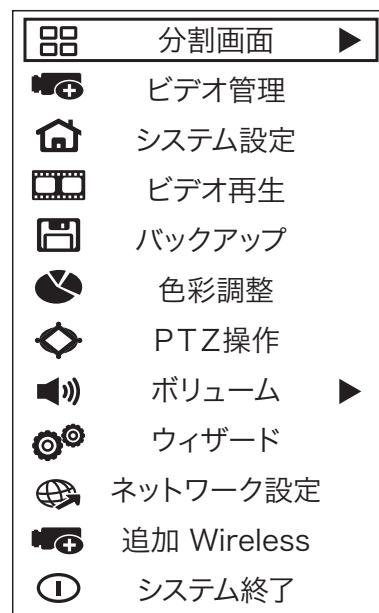 分割画面
ビデオ管理
システム設定
ビデオ再生
バックアップ
色彩調整
PTZ操作
ボリューム
ウィザード
ネットワーク設定
追加 Wireless
システム終了